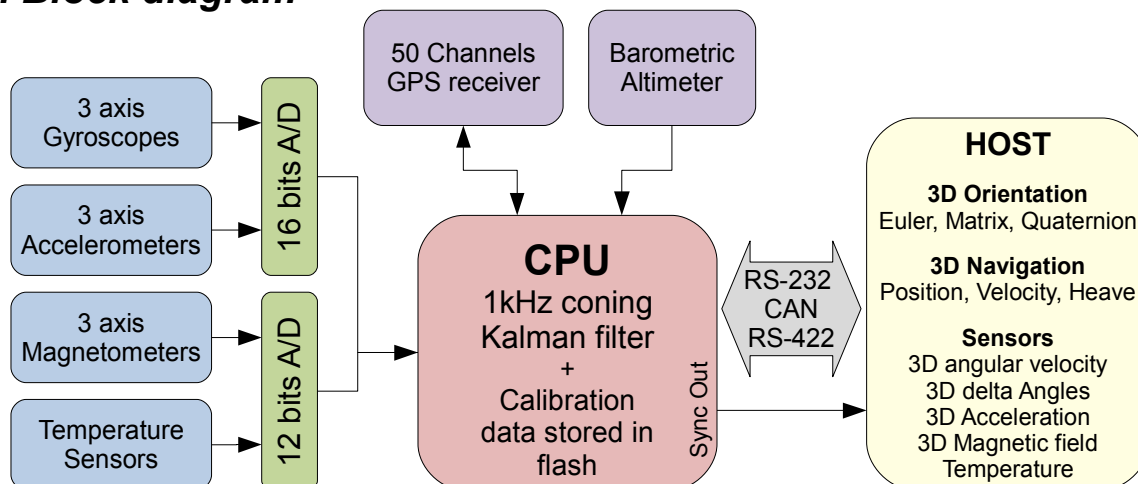 Block diagram
50 Channels
GPS receiver
Barometric
Altimeter
3 axis
Gyroscopes
3 axis
Accelerometers
3 axis
Magnetometers
Temperature
Sensors
16 bits A/D
12 bits A/D
CPU
1kHz coning
Kalman filter
+
Calibration
data stored in
flash
Sync Out
RS-232
CAN
RS-422
HOST
3D Orientation
Euler, Matrix, Quaternion
3D Navigation
Position, Velocity, Heave
Sensors
3D angular velocity
3D delta Angles
3D Acceleration
3D Magnetic field
Temperature